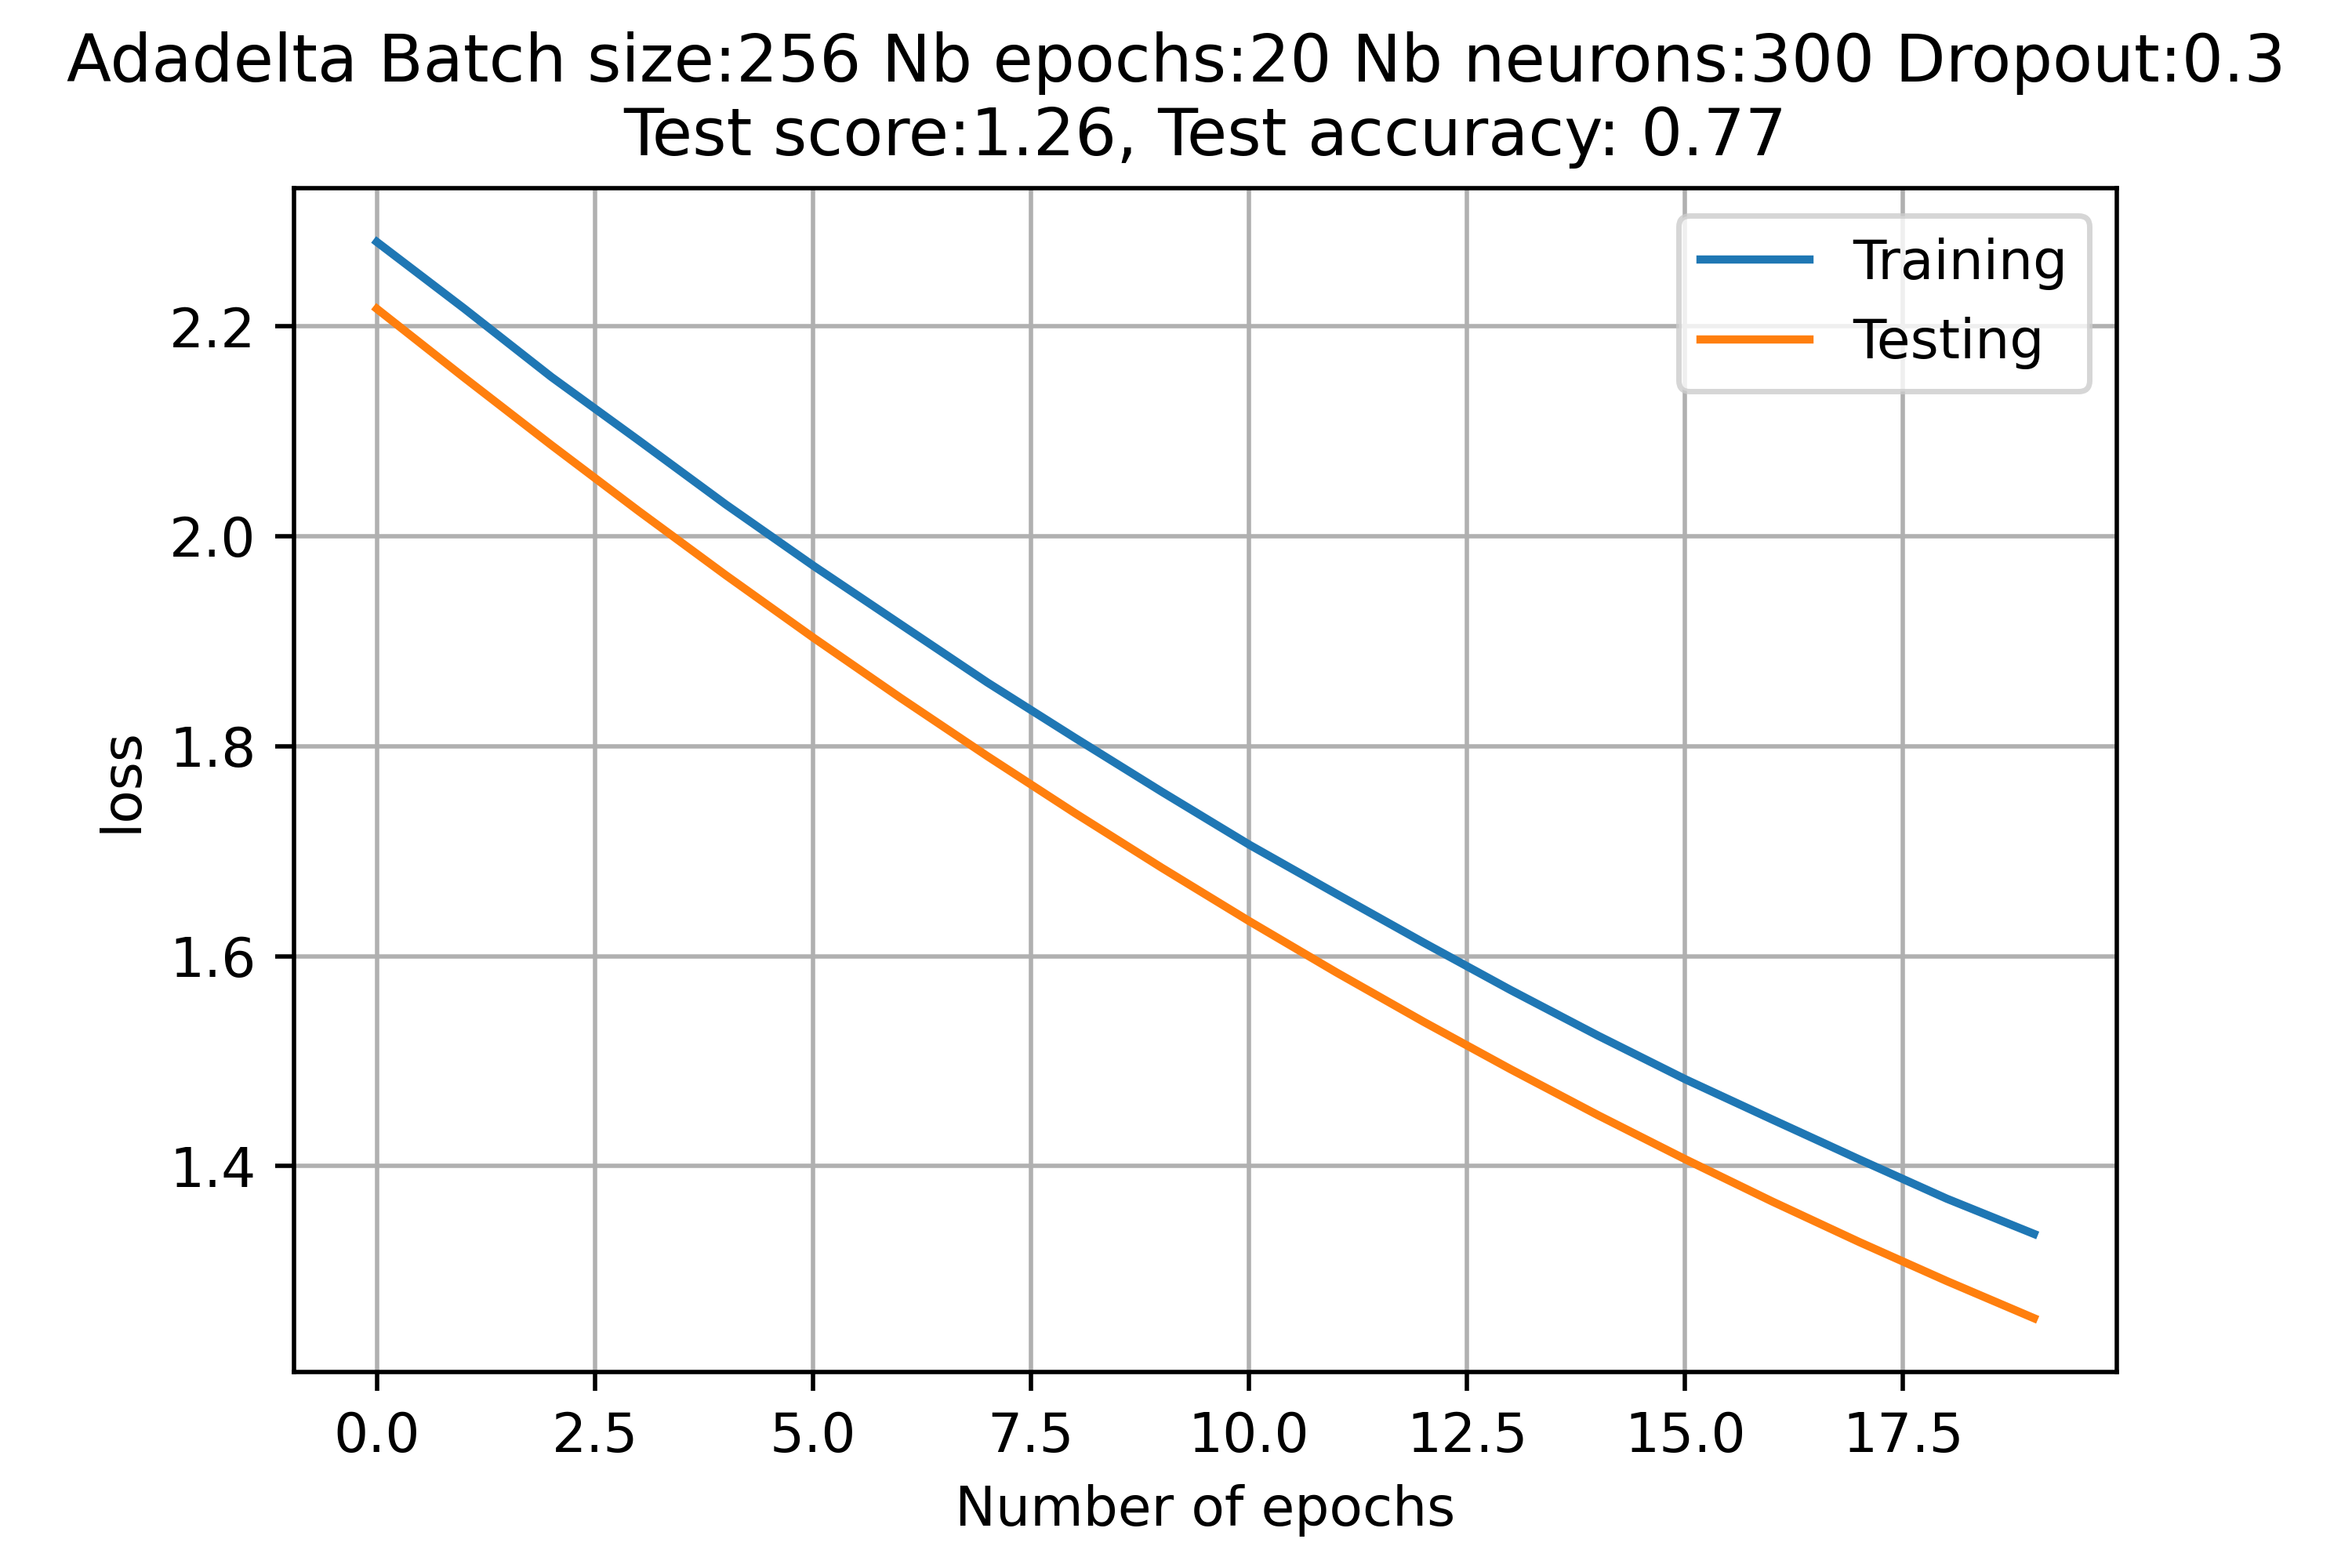 Adadelta Batch size:256 Nb epochs:20 Nb neurons:300 Dropout:0.3
Test score:1.26, Test accuracy: 0.77
Training
Testing
2.2
2.0
1.8
1.6
1.4
loss
0.0 2.5 5.0 7.5 10.0 12.5 15.0 17.5
Number of epochs